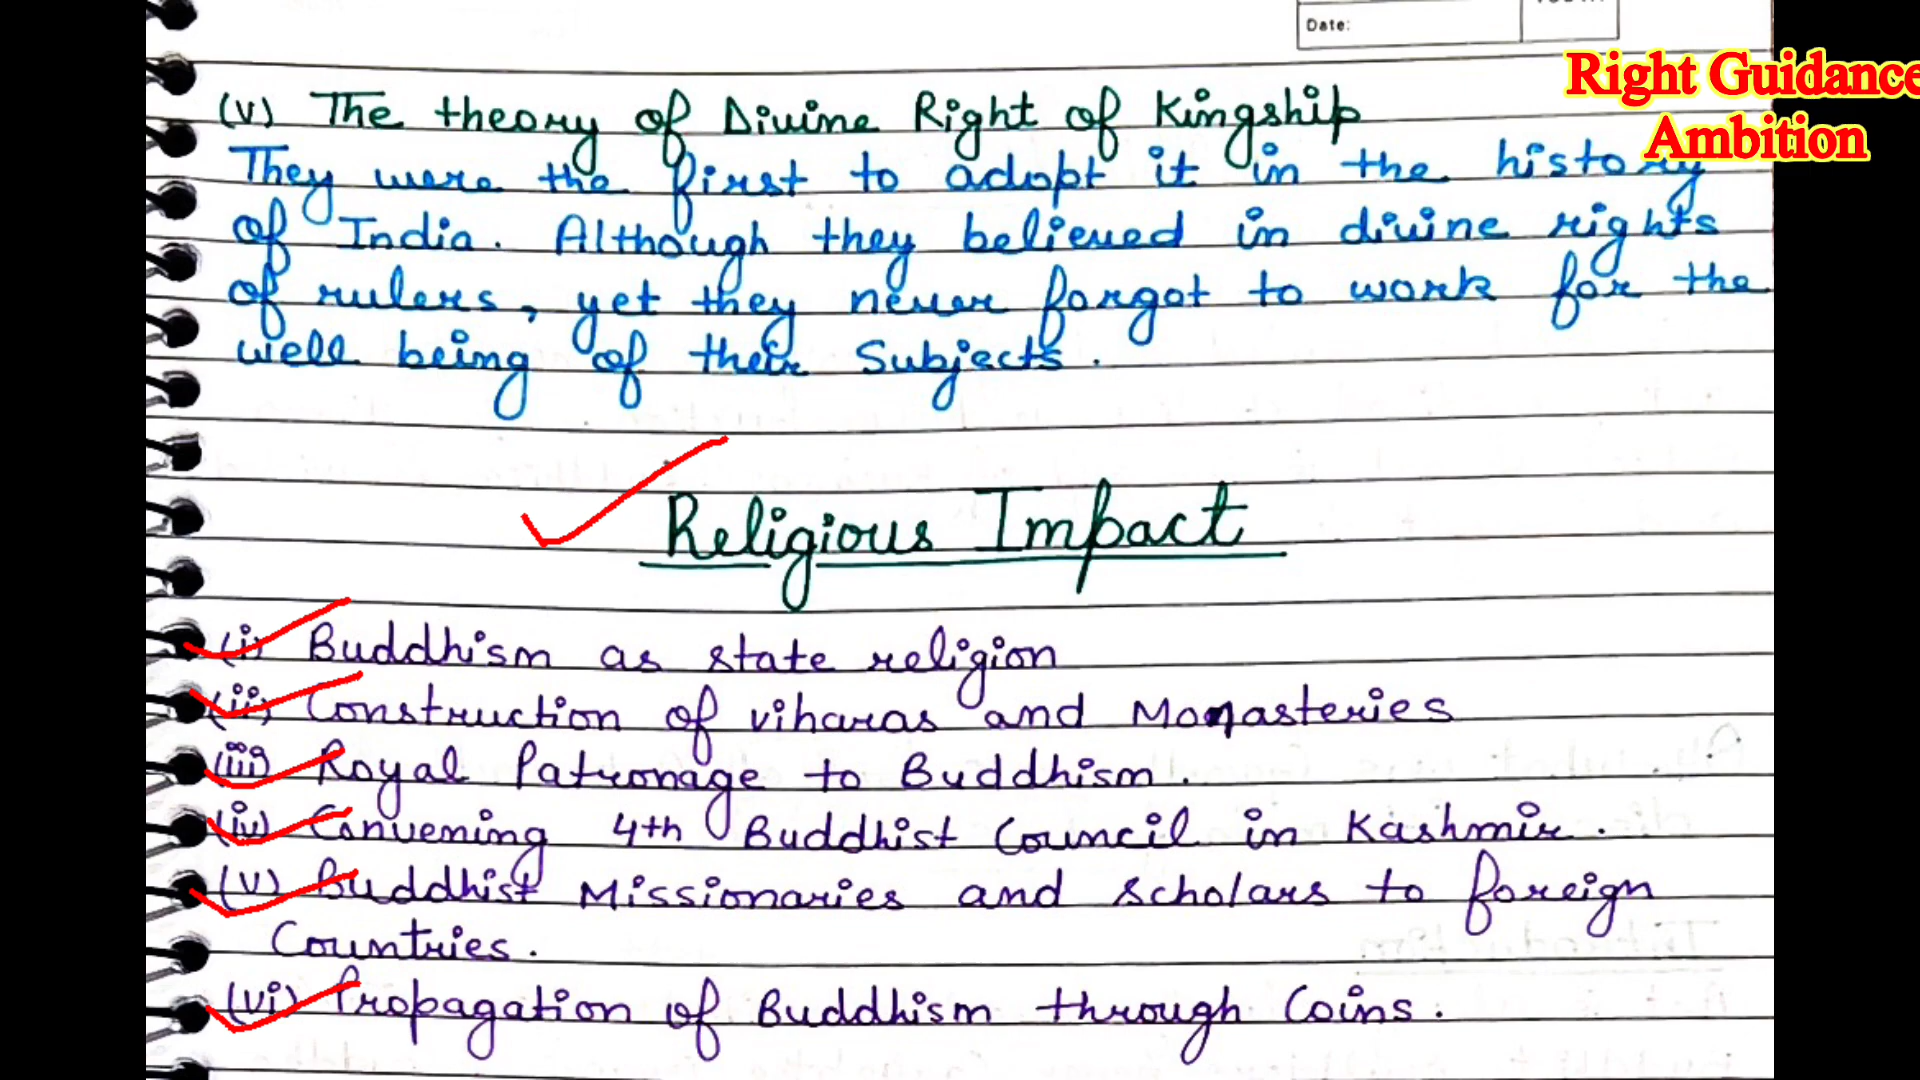 Date:
Right Guidance
Ambition
(v) The theory of Divine Right of Kingship
They were the first to adopt it in the history
of India. Although they believed in divine rights
of rulers, yet they never forgot to work for the
well being of their Subjects.
Religious Impact
(i) Buddhism as state religion
(ii) Construction of viharas and Monasteries
(iii) Royal Patronage to Buddhism.
(iv) Convening 4th Buddhist Council in Kashmir.
(v) Buddhist Missionaries and scholars to foreign
Countries.
(vi) Propagation of Buddhism through Coins.